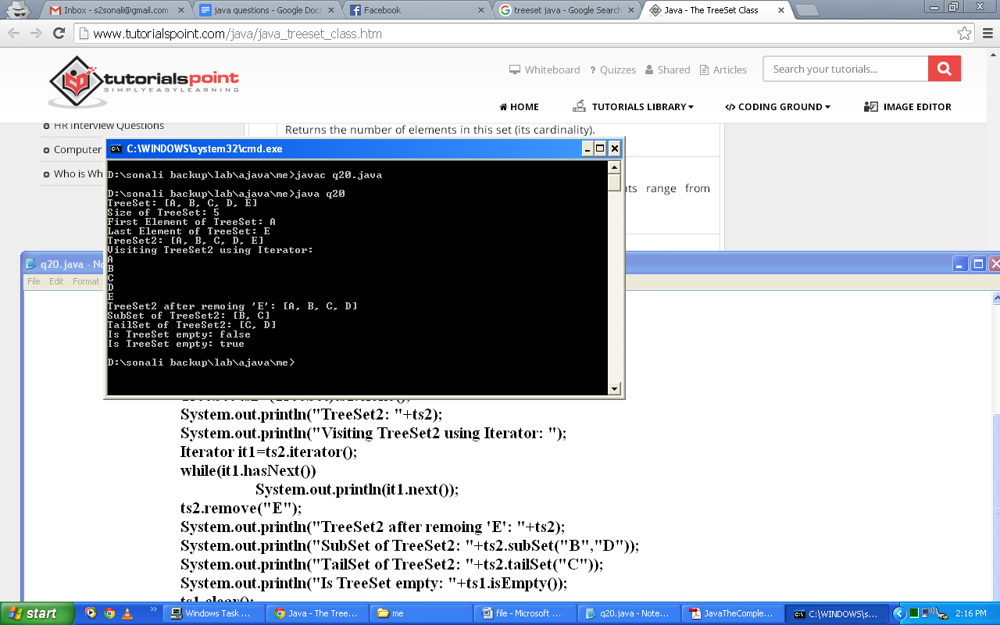 Inbox - s2sonali@gmail.com
java questions - Google Docs
Facebook
treeset java - Google Search
Java - The TreeSet Class
www.tutorialspoint.com/java/java_treeset_class.htm
tutorialspoint
SIMPLYEASYLEARNING
Whiteboard ? Quizzes Shared Articles
Search your tutorials...
HOME TUTORIALS LIBRARY </> CODING GROUND IMAGE EDITOR
HR Interview Questions
Returns the number of elements in this set (its cardinality).
Computer
Who is Wh
range from
C:\WINDOWS\system32\cmd.exe
D:\sonali backup\lab\ajava\me>javac q20.java
D:\sonali backup\lab\ajava\me>java q20
TreeSet: [A, B, C, D, E]
Size of TreeSet: 5
First Element of TreeSet: A
Last Element of TreeSet: E
TreeSet2: [A, B, C, D, E]
Visiting TreeSet2 using Iterator:
A
B
C
D
E
TreeSet2 after remoing 'E': [A, B, C, D]
SubSet of TreeSet2: [B, C]
TailSet of TreeSet2: [C, D]
Is TreeSet empty: false
Is TreeSet empty: true
D:\sonali backup\lab\ajava\me>
q20.java - No
File Edit Format
System.out.println("TreeSet2: "+ts2);
System.out.println("Visiting TreeSet2 using Iterator: ");
Iterator it1=ts2.iterator();
while(it1.hasNext())
System.out.println(it1.next());
ts2.remove("E");
System.out.println("TreeSet2 after remoing 'E': "+ts2);
System.out.println("SubSet of TreeSet2: "+ts2.subSet("B","D"));
System.out.println("TailSet of TreeSet2: "+ts2.tailSet("C"));
System.out.println("Is TreeSet empty: "+ts1.isEmpty());
ts1.clear();
start
Windows Task ...
Java - The Tree...
me
file - Microsoft ...
q20.java - Note...
JavaTheComple...
C:\WINDOWS\s...
2:16 PM